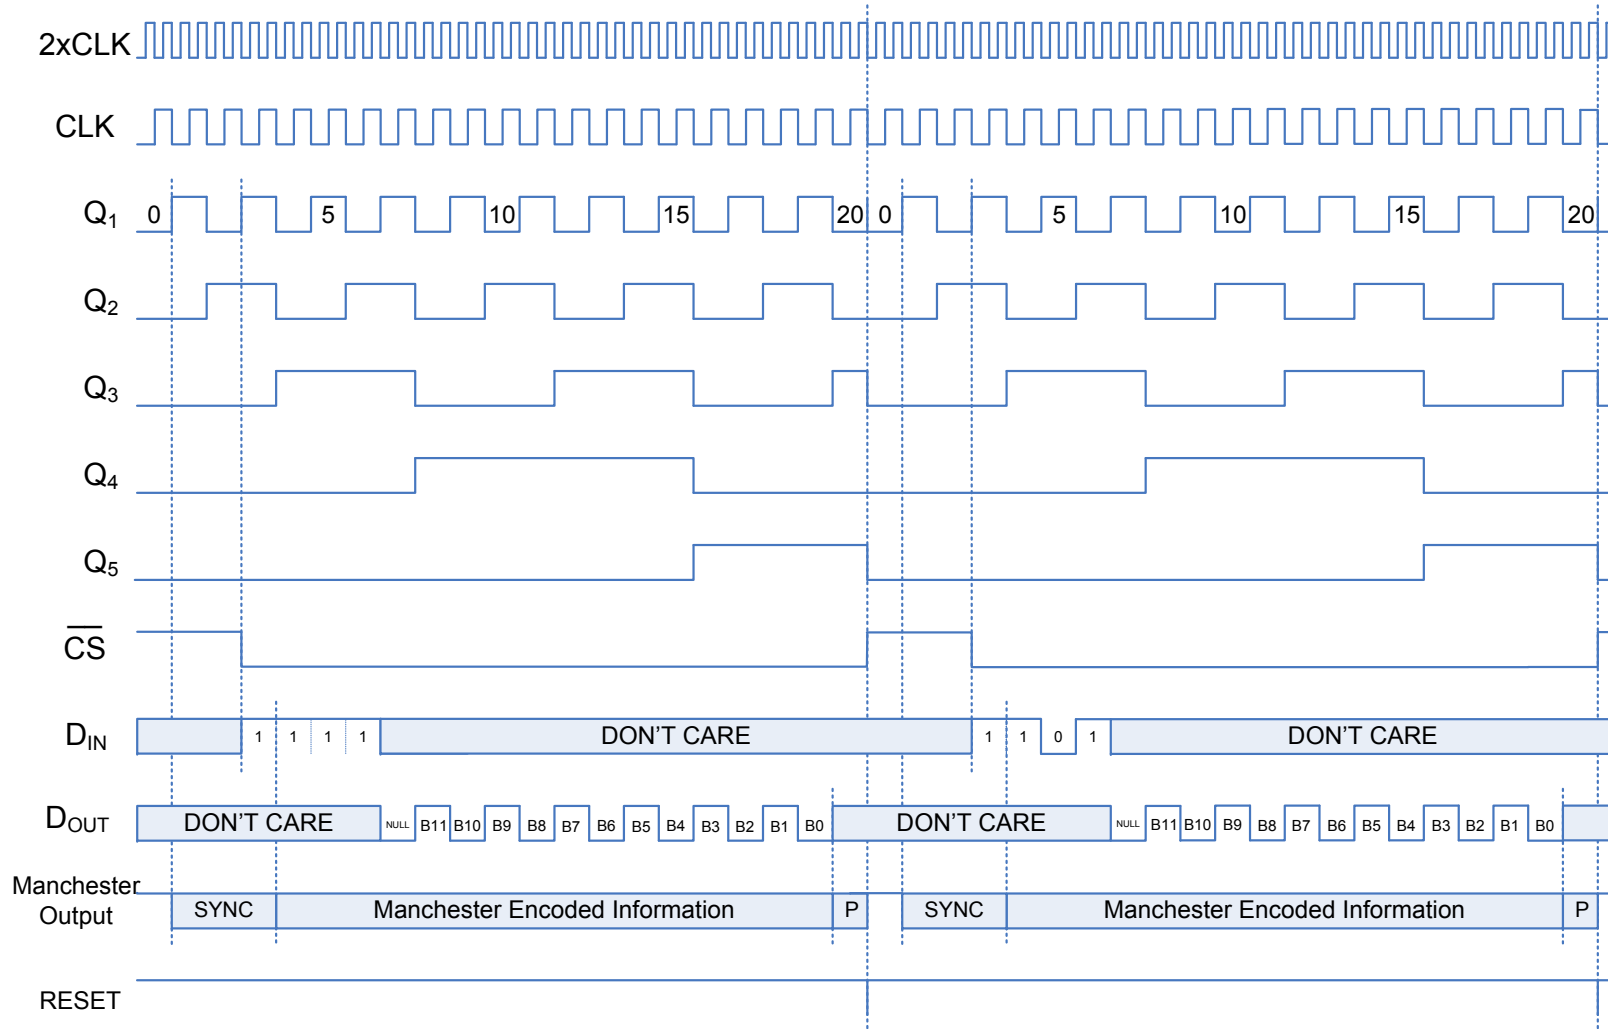 2xCLK
CLK
Q1 0 5 10 15 20 0 5 10 15 20
Q2
Q3
Q4
Q5
CS
DIN 1 1 1 1 DON'T CARE 1 1 0 1 DON'T CARE
DOUT DON'T CARE NULL B11 B10 B9 B8 B7 B6 B5 B4 B3 B2 B1 B0 DON'T CARE NULL B11 B10 B9 B8 B7 B6 B5 B4 B3 B2 B1 B0
Manchester
Output SYNC Manchester Encoded Information P SYNC Manchester Encoded Information P
RESET